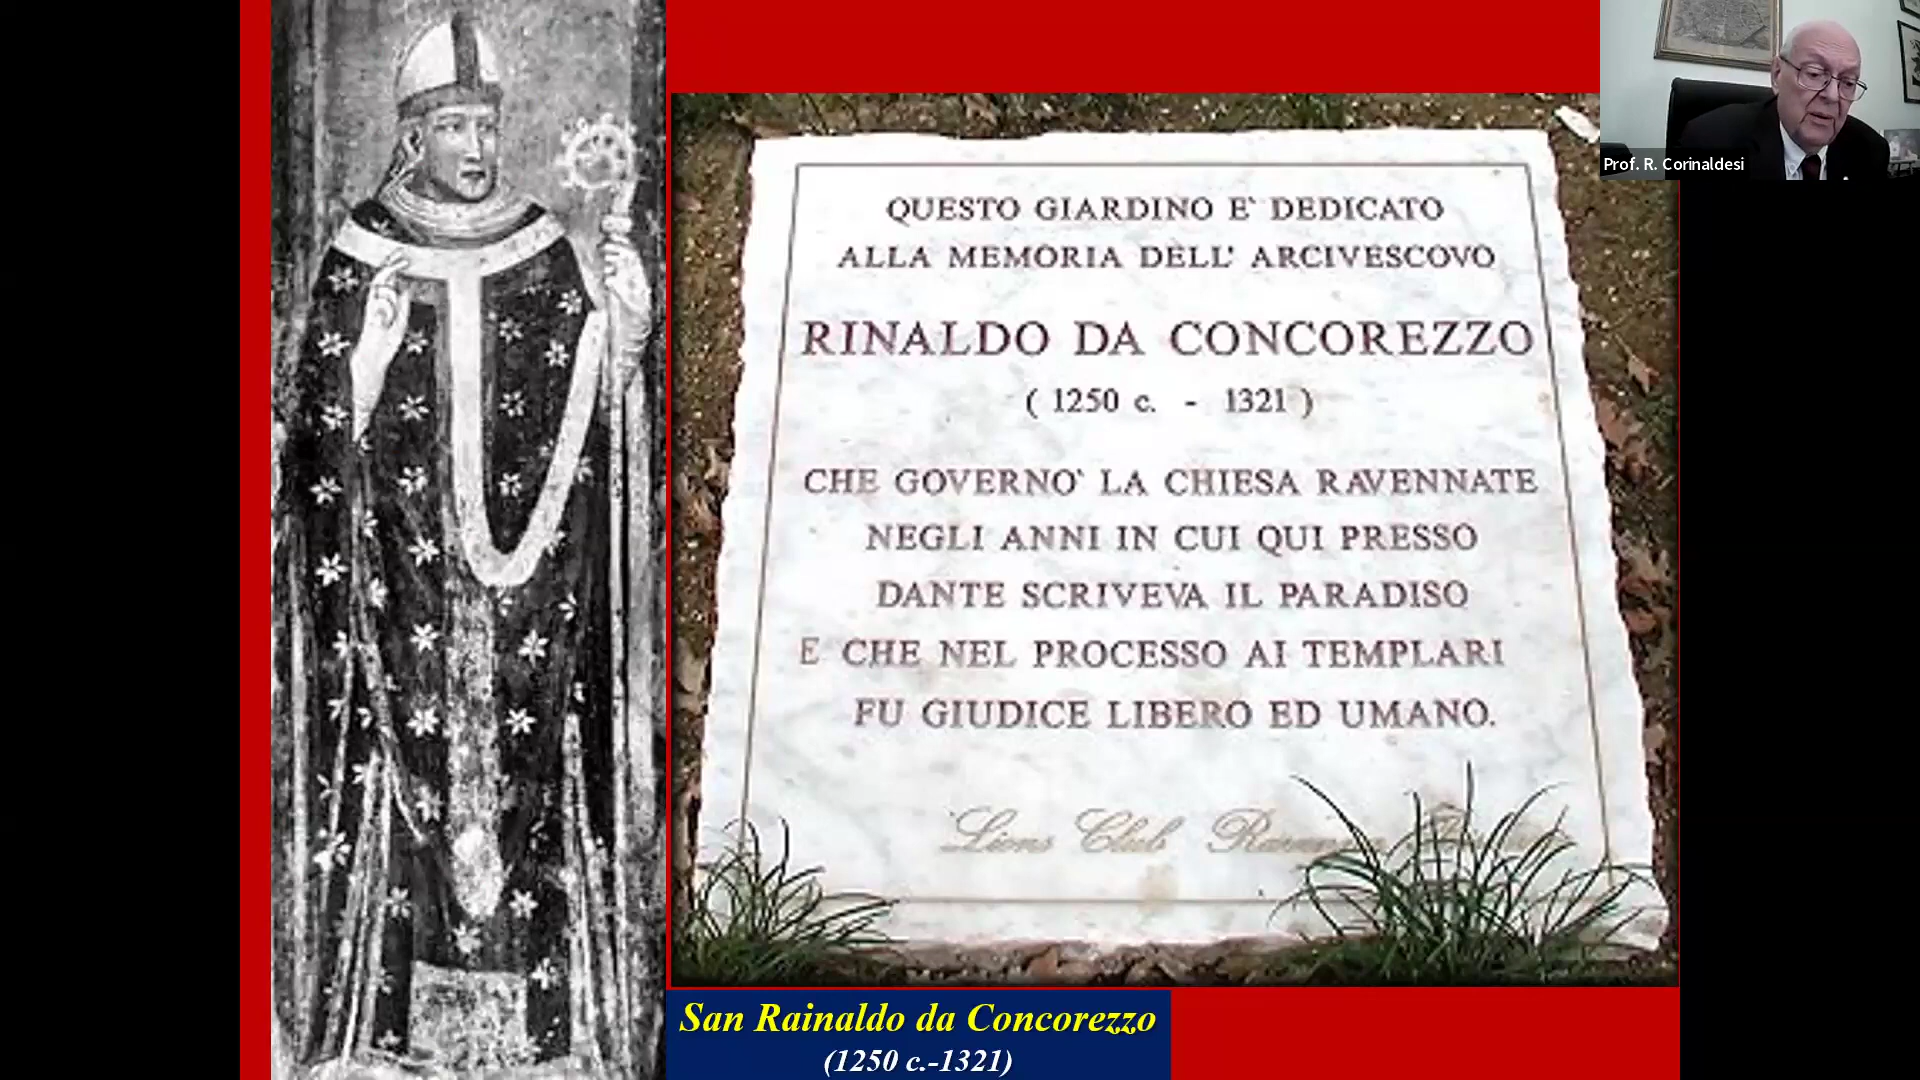 Prof. R. Corinaldesi
QUESTO GIARDINO E` DEDICATO
ALLA MEMORIA DELL' ARCIVESCOVO
RINALDO DA CONCOREZZO
( 1250 c. - 1321 )
CHE GOVERNO` LA CHIESA RAVENNATE
NEGLI ANNI IN CUI QUI PRESSO
DANTE SCRIVEVA IL PARADISO
E CHE NEL PROCESSO AI TEMPLARI
FU GIUDICE LIBERO ED UMANO.
Lions Club Ravenna
San Rainaldo da Concorezzo
(1250 c.-1321)